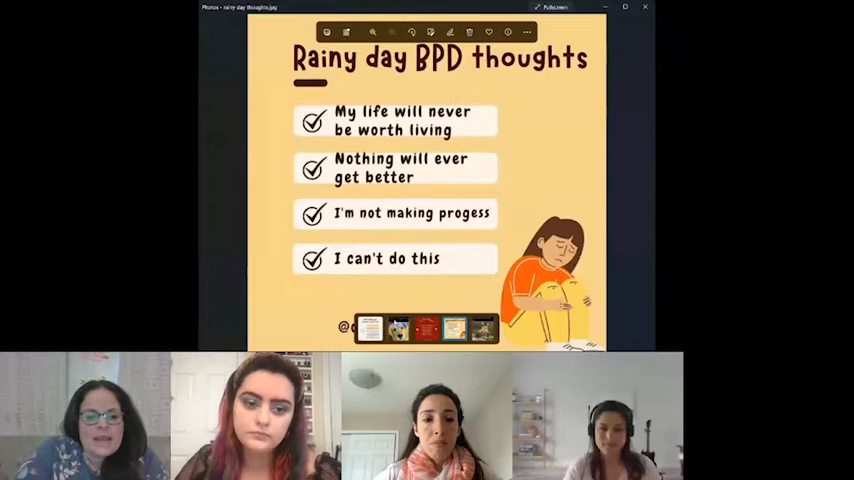 Photos - rainy day thoughts.jpg
Fullscreen
Rainy day BPD thoughts
My life will never
be worth living
Nothing will ever
get better
I'm not making progess
I can't do this